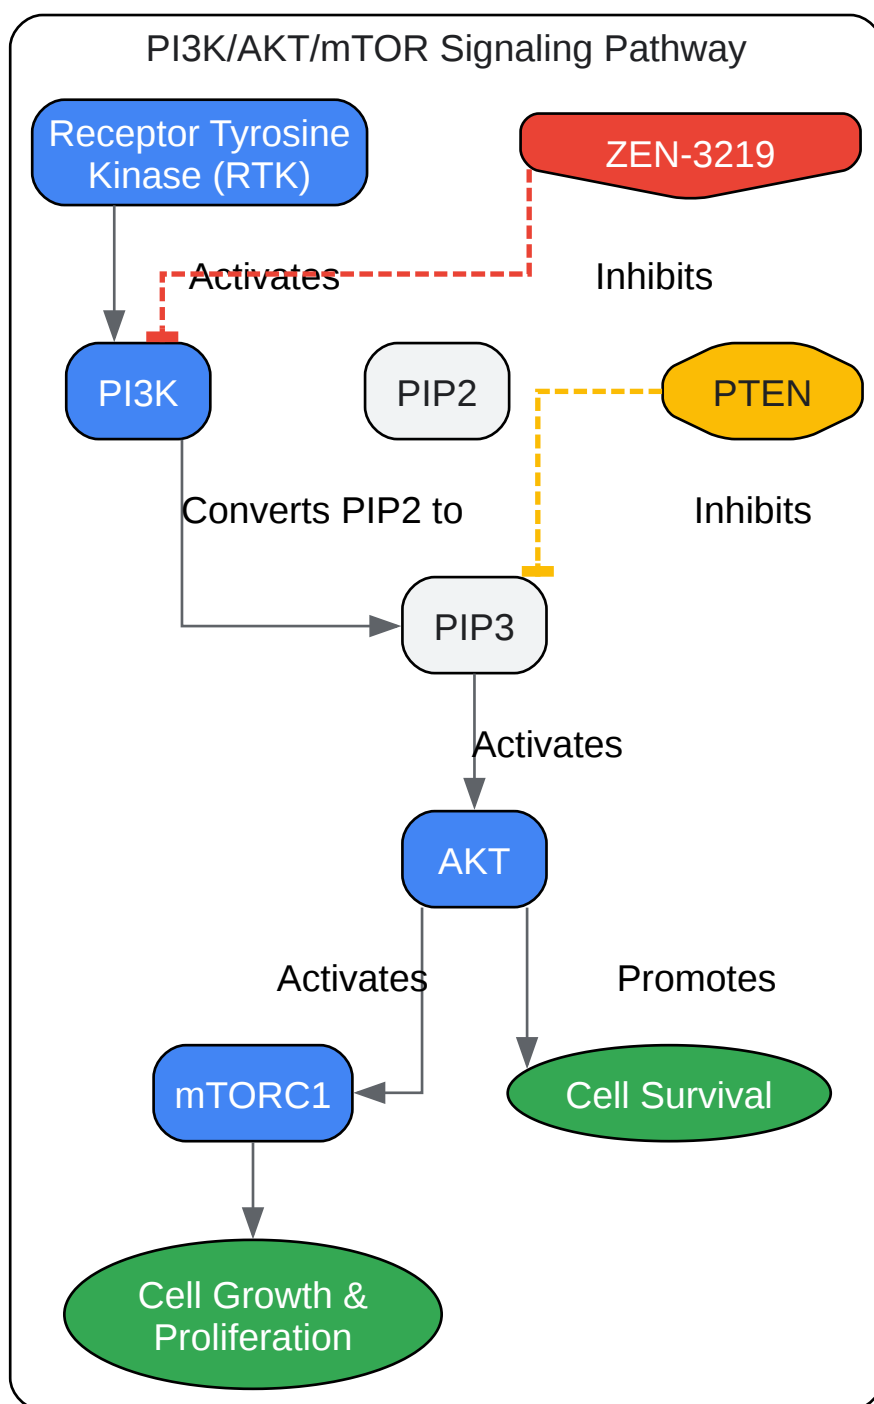 PI3K/AKT/mTOR Signaling Pathway
Receptor Tyrosine
Kinase (RTK)
ZEN-3219
Activates
Inhibits
PI3K
PIP2
PTEN
Converts PIP2 to
Inhibits
PIP3
Activates
AKT
Activates
Promotes
mTORC1
Cell Survival
Cell Growth &
Proliferation